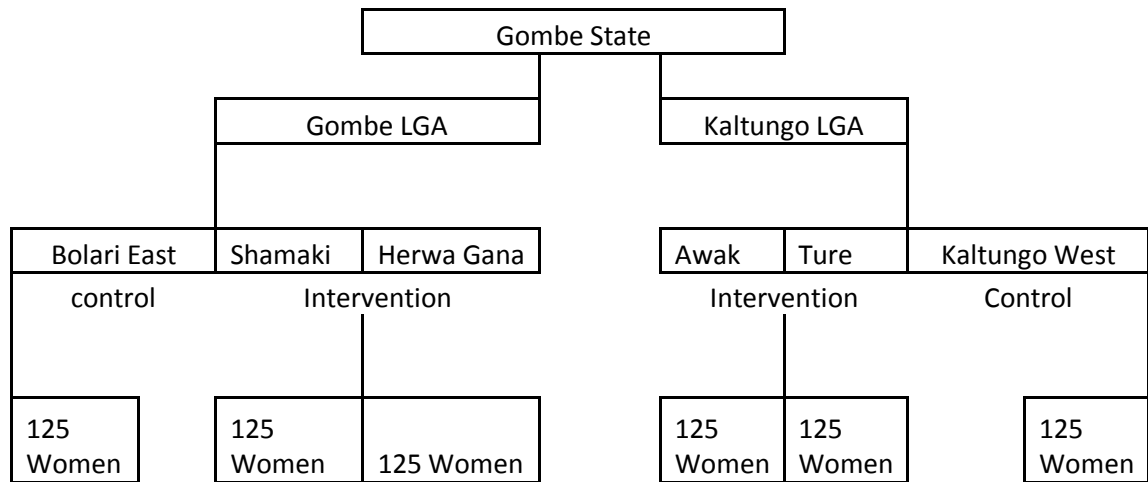 Gombe State
Gombe LGA
Kaltungo LGA
Bolari East
Shamaki
Herwa Gana
Awak
Ture
Kaltungo West
control
Intervention
Intervention
Control
125
Women
125
Women
125 Women
125
Women
125
Women
125
Women